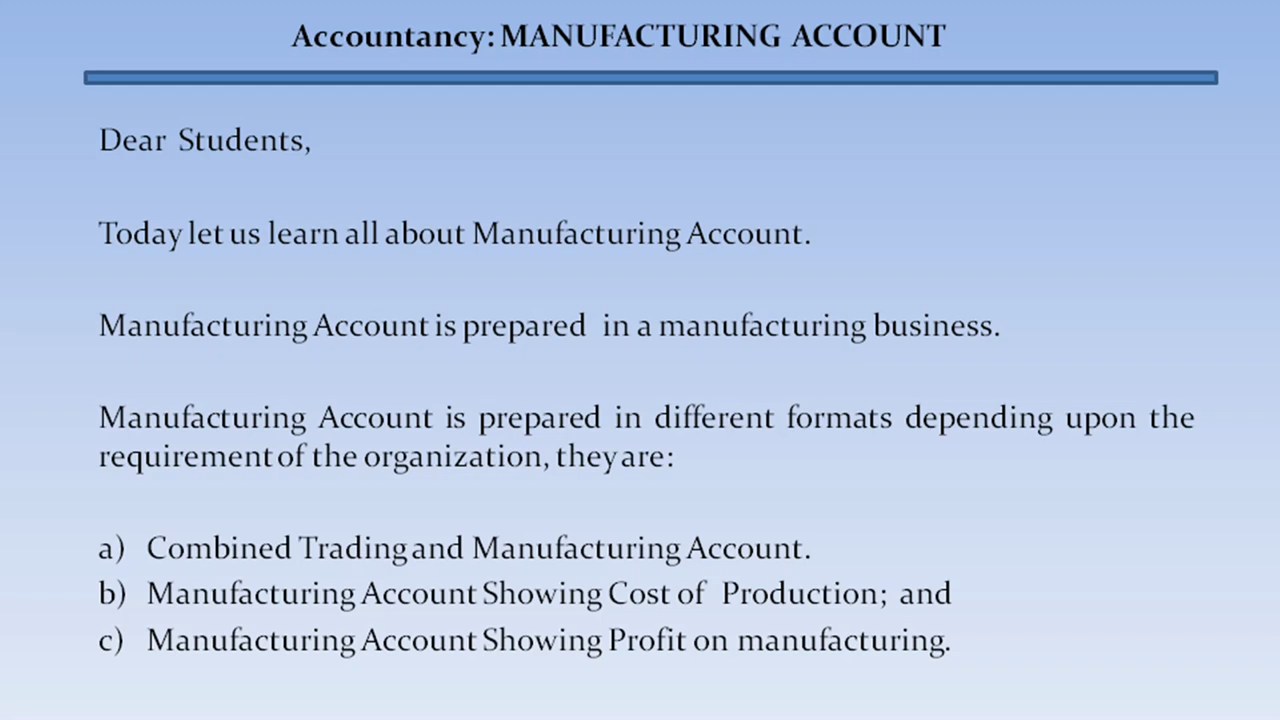 Accountancy: MANUFACTURING ACCOUNT
Dear Students,
Today let us learn all about Manufacturing Account.
Manufacturing Account is prepared in a manufacturing business.
Manufacturing Account is prepared in different formats depending upon the
requirement of the organization, they are:
a) Combined Trading and Manufacturing Account.
b) Manufacturing Account Showing Cost of Production; and
c) Manufacturing Account Showing Profit on manufacturing.